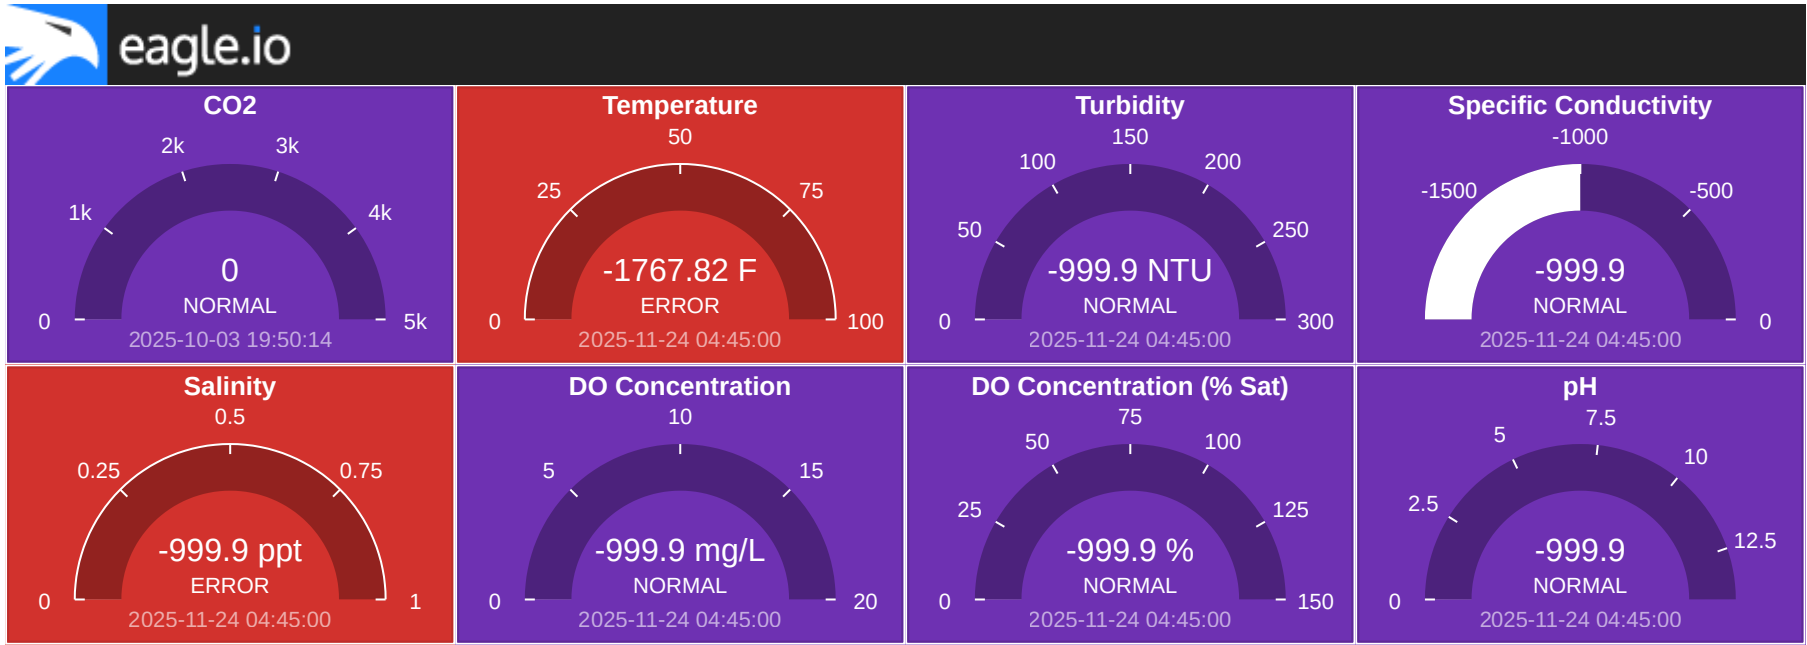 eagle.io
CO2
2k
3k
1k
4k
0
NORMAL
0
5k
2025-10-03 19:50:14
Temperature
50
25
75
-1767.82 F
ERROR
0
100
2025-11-24 04:45:00
Turbidity
150
100
200
50
250
-999.9 NTU
NORMAL
0
300
2025-11-24 04:45:00
Specific Conductivity
-1000
-1500
-500
-999.9
NORMAL
0
2025-11-24 04:45:00
Salinity
0.5
0.25
0.75
-999.9 ppt
ERROR
0
1
2025-11-24 04:45:00
DO Concentration
10
5
15
-999.9 mg/L
NORMAL
0
20
2025-11-24 04:45:00
DO Concentration (% Sat)
75
50
100
25
125
-999.9 %
NORMAL
0
150
2025-11-24 04:45:00
pH
7.5
5
10
2.5
12.5
-999.9
NORMAL
0
2025-11-24 04:45:00